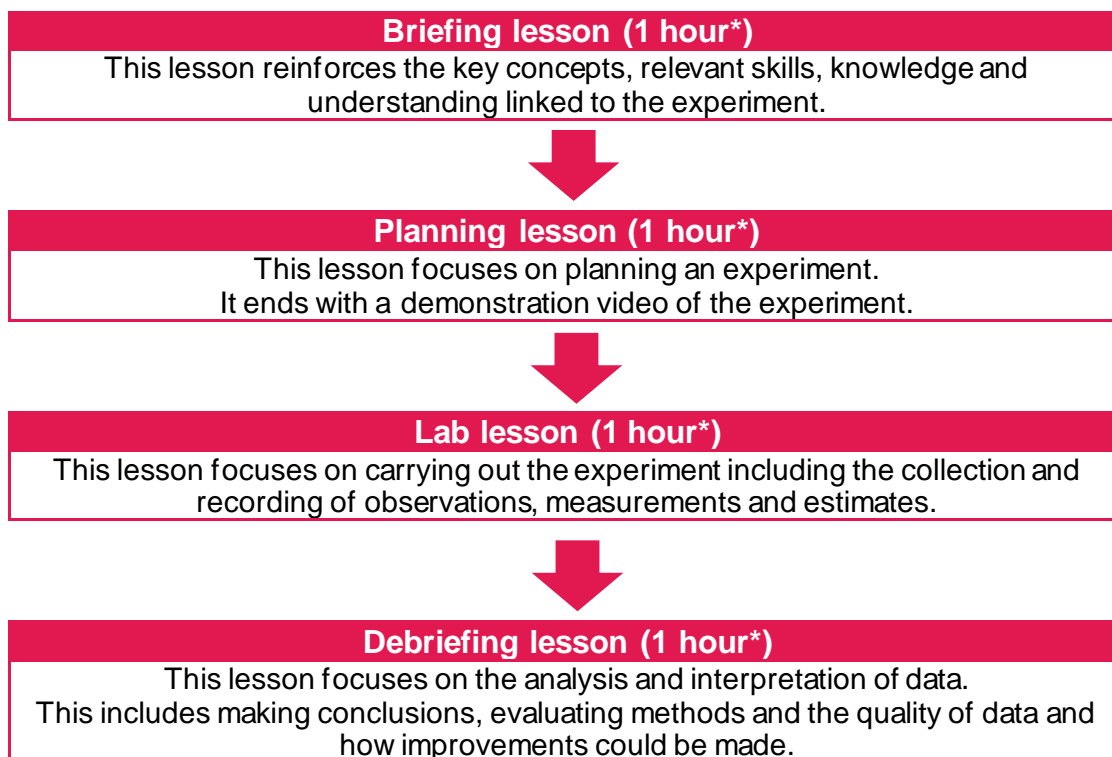 Briefing lesson (1 hour*)
This lesson reinforces the key concepts, relevant skills, knowledge and
understanding linked to the experiment.
Planning lesson (1 hour*)
This lesson focuses on planning an experiment.
It ends with a demonstration video of the experiment.
Lab lesson (1 hour*)
This lesson focuses on carrying out the experiment including the collection and
recording of observations, measurements and estimates.
Debriefing lesson (1 hour*)
This lesson focuses on the analysis and interpretation of data.
This includes making conclusions, evaluating methods and the quality of data and
how improvements could be made.